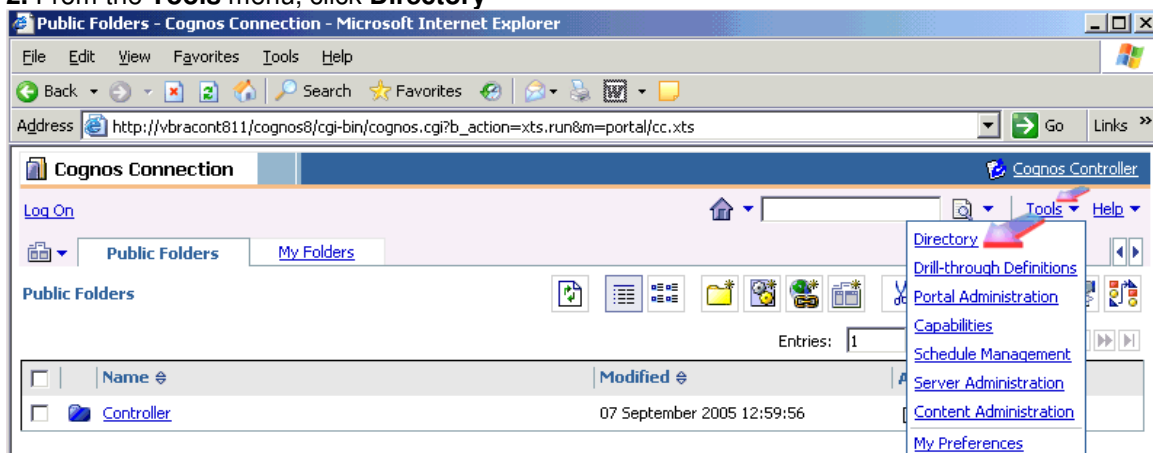 2. From the Tools menu, click Directory
Public Folders - Cognos Connection - Microsoft Internet Explorer
File Edit View Favorites Tools Help
Back Search Favorites
Address http://vbracont811/cognos8/cgi-bin/cognos.cgi?b_action=xts.run&m=portal/cc.xts Go Links »
Cognos Connection Cognos Controller
Log On Tools Help
Public Folders My Folders
Directory
Drill-through Definitions
Public Folders
Portal Administration
Capabilities
Entries: 1
Schedule Management
Name Modified
Server Administration
Controller 07 September 2005 12:59:56
Content Administration
My Preferences